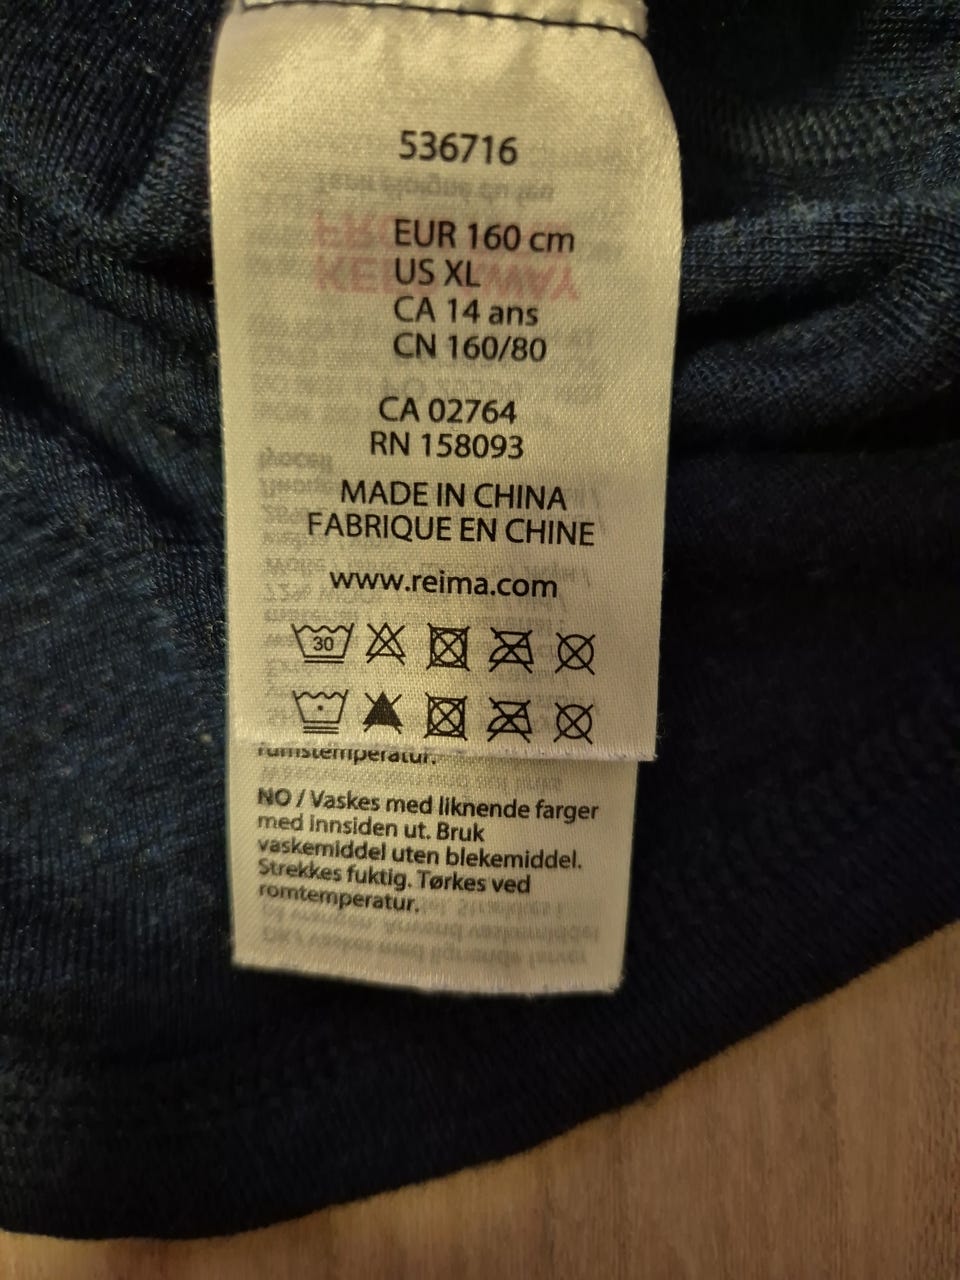 536716
EUR 160 cm
US XL
CA 14 ans
CN 160/80
CA 02764
RN 158093
MADE IN CHINA
FABRIQUE EN CHINE
www.reima.com
30
rumstemperatur.
NO / Vaskes med liknende farger
med innsiden ut. Bruk
vaskemiddel uten blekemiddel.
Strekkes fuktig. Tørkes ved
romtemperatur.